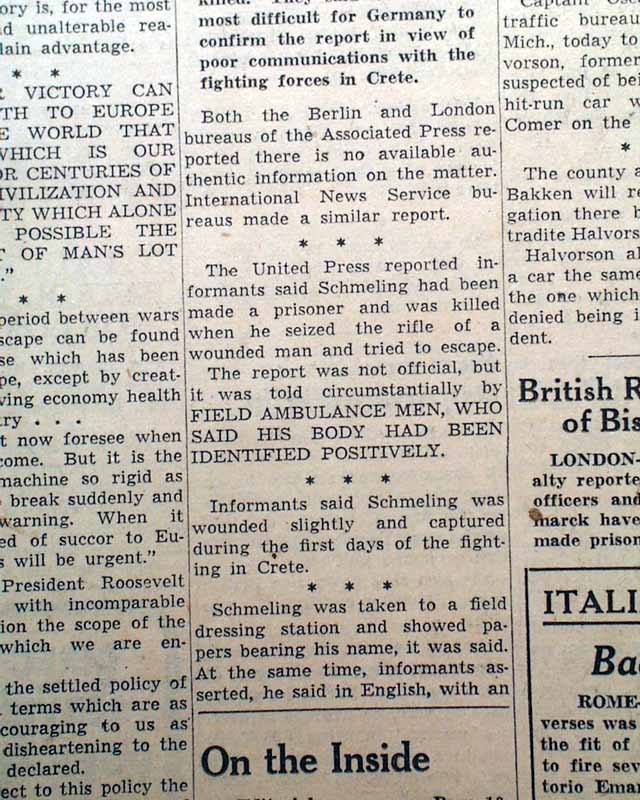 ory is, for the most
d unalterable rea-
lain advantage.
* *
VICTORY CAN
TH TO EUROPE
E WORLD THAT
WHICH IS OUR
OR CENTURIES OF
IVILIZATION AND
TY WHICH ALONE
POSSIBLE THE
T OF MAN'S LOT
."
* *
period between wars
scape can be found
se which has been
pe, except by creat-
ving economy health
try . . .
t now foresee when
come. But it is the
machine so rigid as
break suddenly and
warning. When it
ed of succor to Eu-
s will be urgent."
President Roosevelt
with incomparable
ion the scope of the
which we are en-
the settled policy of
terms which are as
couraging to us as
disheartening to the
declared.
ect to this policy the
most difficult for Germany to
confirm the report in view of
poor communications with the
fighting forces in Crete.
Both the Berlin and London
bureaus of the Associated Press re-
ported there is no available au-
thentic information on the matter.
International News Service bu-
reaus made a similar report.
* * *
The United Press reported in-
formants said Schmeling had been
made a prisoner and was killed
when he seized the rifle of a
wounded man and tried to escape.
The report was not official, but
it was told circumstantially by
FIELD AMBULANCE MEN, WHO
SAID HIS BODY HAD BEEN
IDENTIFIED POSITIVELY.
* * *
Informants said Schmeling was
wounded slightly and captured
during the first days of the fight-
ing in Crete.
* * *
Schmeling was taken to a field
dressing station and showed pa-
pers bearing his name, it was said.
At the same time, informants as-
serted, he said in English, with an
On the Inside
traffic bureau
Mich., today to
vorson, former
suspected of bei
hit-run car w
Comer on the
*
The county a
Bakken will re
gation there b
tradite Halvors
Halvorson al
a car the same
the one which
denied being i
dent.
British R
of Bis
LONDON-
alty reporte
officers and
marck have
made prison
ITALI
Ba
ROME-
verses was
the fit of
to fire sev
torio Ema